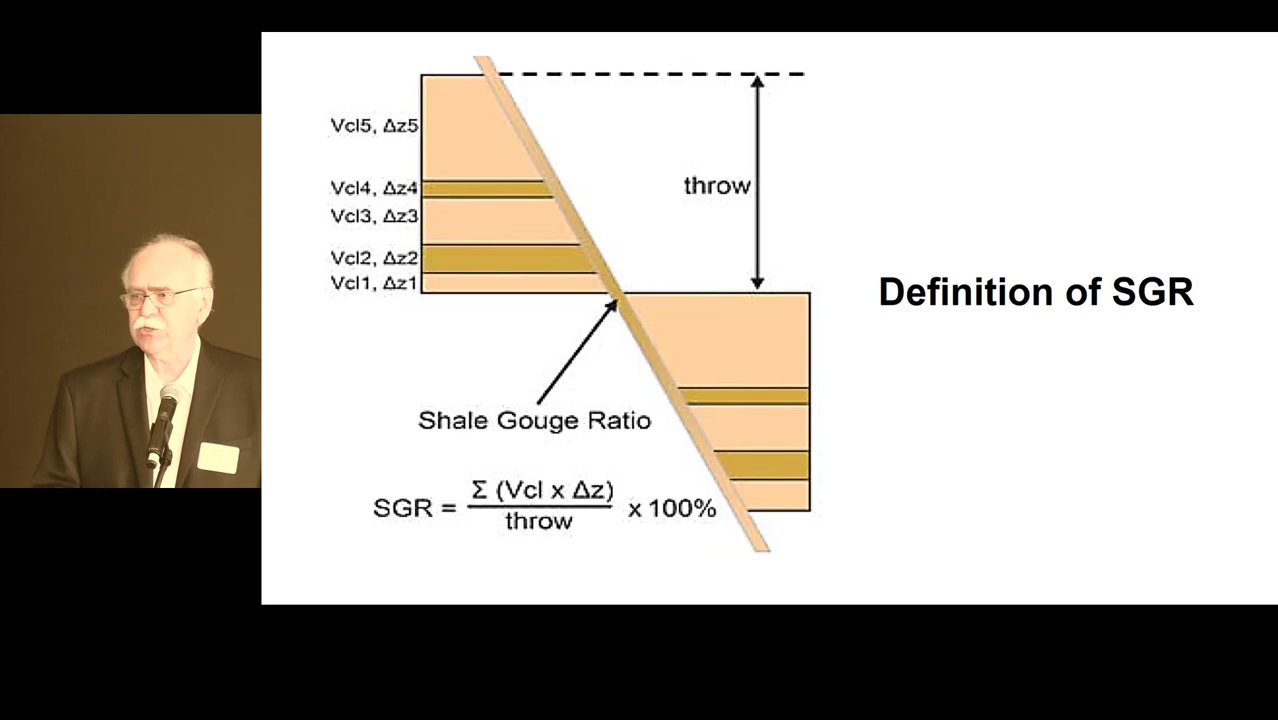 Vcl5, Δz5
Vcl4, Δz4
throw
Vcl3, Δz3
Vcl2, Δz2
Vcl1, Δz1
Definition of SGR
Shale Gouge Ratio
SGR = Σ (Vcl x Δz) / throw x 100%